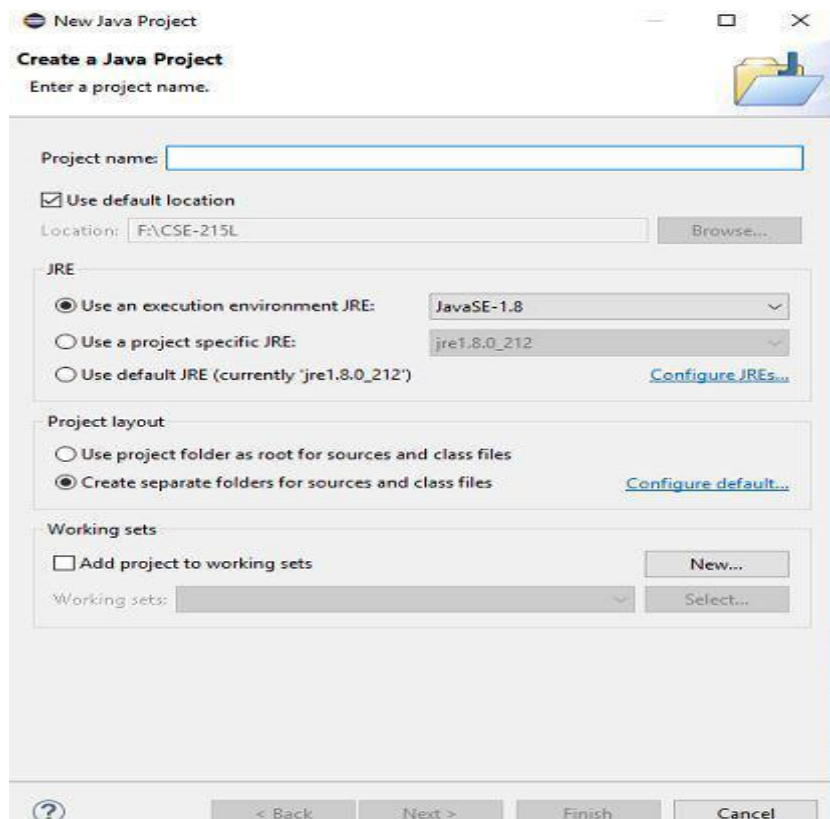 New Java Project
Create a Java Project
Enter a project name.
Project name:
Use default location
Location: F:\CSE-215L Browse...
JRE
Use an execution environment JRE: JavaSE-1.8
Use a project specific JRE: jre1.8.0_212
Use default JRE (currently 'jre1.8.0_212') Configure JREs...
Project layout
Use project folder as root for sources and class files
Create separate folders for sources and class files Configure default...
Working sets
Add project to working sets New...
Working sets: Select...
? < Back Next > Finish Cancel